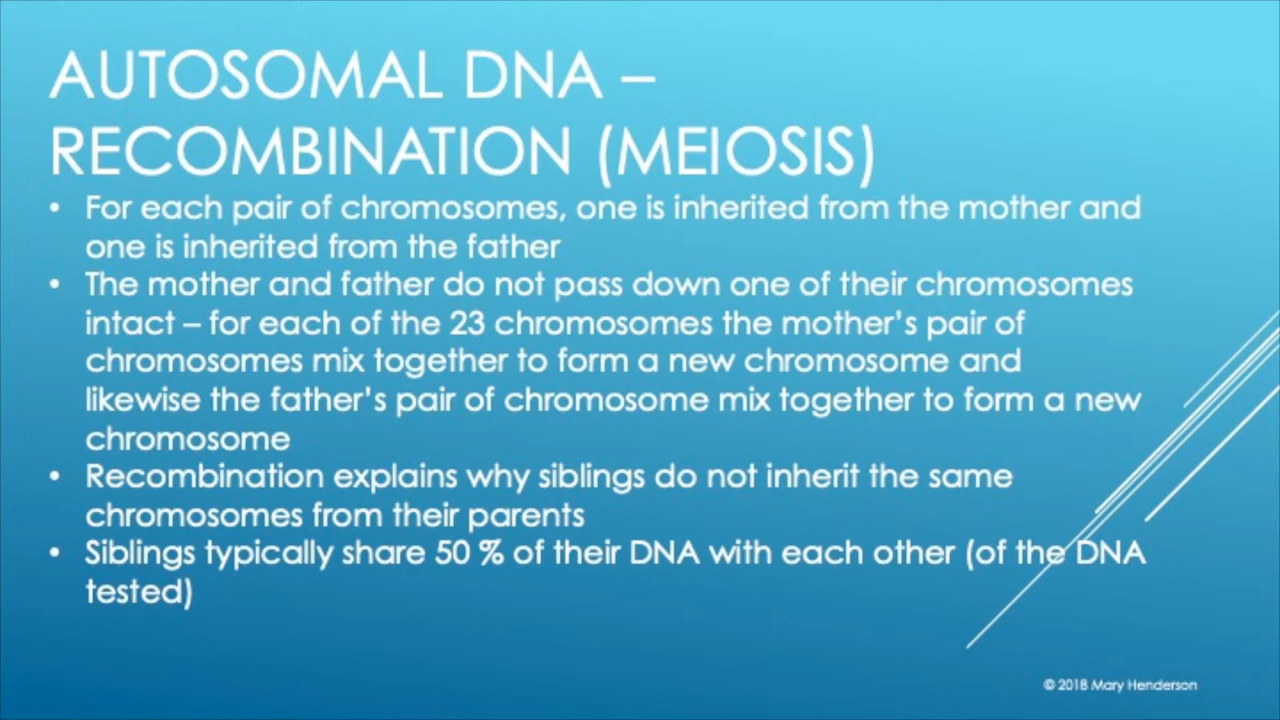 AUTOSOMAL DNA –
RECOMBINATION (MEIOSIS)
• For each pair of chromosomes, one is inherited from the mother and
one is inherited from the father
• The mother and father do not pass down one of their chromosomes
intact – for each of the 23 chromosomes the mother's pair of
chromosomes mix together to form a new chromosome and
likewise the father's pair of chromosome mix together to form a new
chromosome
• Recombination explains why siblings do not inherit the same
chromosomes from their parents
• Siblings typically share 50 % of their DNA with each other (of the DNA
tested)
© 2018 Mary Henderson